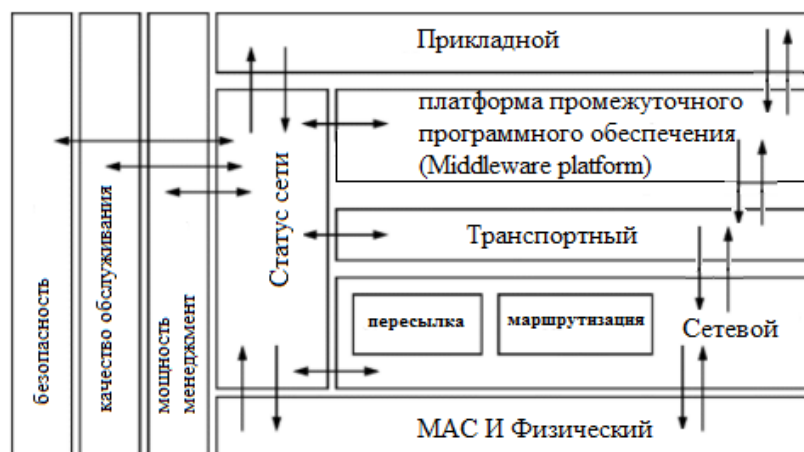 Прикладной
платформа промежуточного
программного обеспечения
(Middleware platform)
Транспортный
пересылка
маршрутизация
Сетевой
МАС И Физический
Статус сети
безопасность
качество обслуживания
мощность
менеджмент